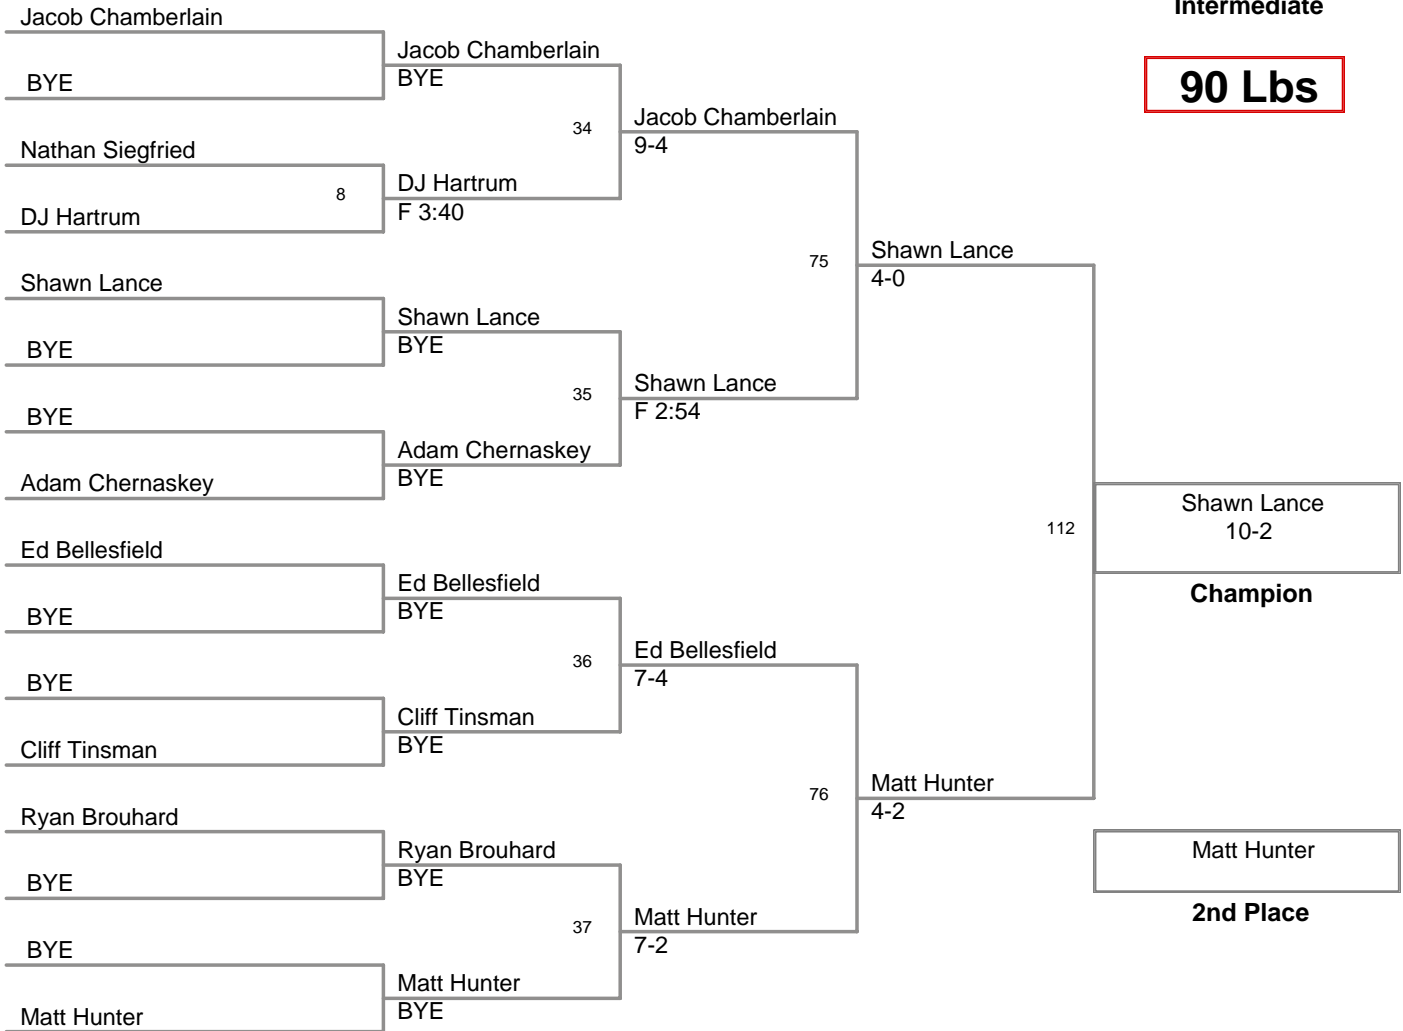 Jacob Chamberlain
BYE
Nathan Siegfried
8
DJ Hartrum
Shawn Lance
BYE
BYE
Adam Chernaskey
Ed Bellesfield
BYE
BYE
Cliff Tinsman
Ryan Brouhard
BYE
BYE
Matt Hunter
Jacob Chamberlain
BYE
34
DJ Hartrum
F 3:40
Shawn Lance
BYE
35
Adam Chernaskey
BYE
Ed Bellesfield
BYE
36
Cliff Tinsman
BYE
Ryan Brouhard
BYE
37
Matt Hunter
BYE
Jacob Chamberlain
9-4
75
Shawn Lance
F 2:54
Ed Bellesfield
7-4
76
Matt Hunter
7-2
Shawn Lance
4-0
112
Matt Hunter
4-2
Intermediate
90 Lbs
Shawn Lance
10-2
Champion
Matt Hunter
2nd Place